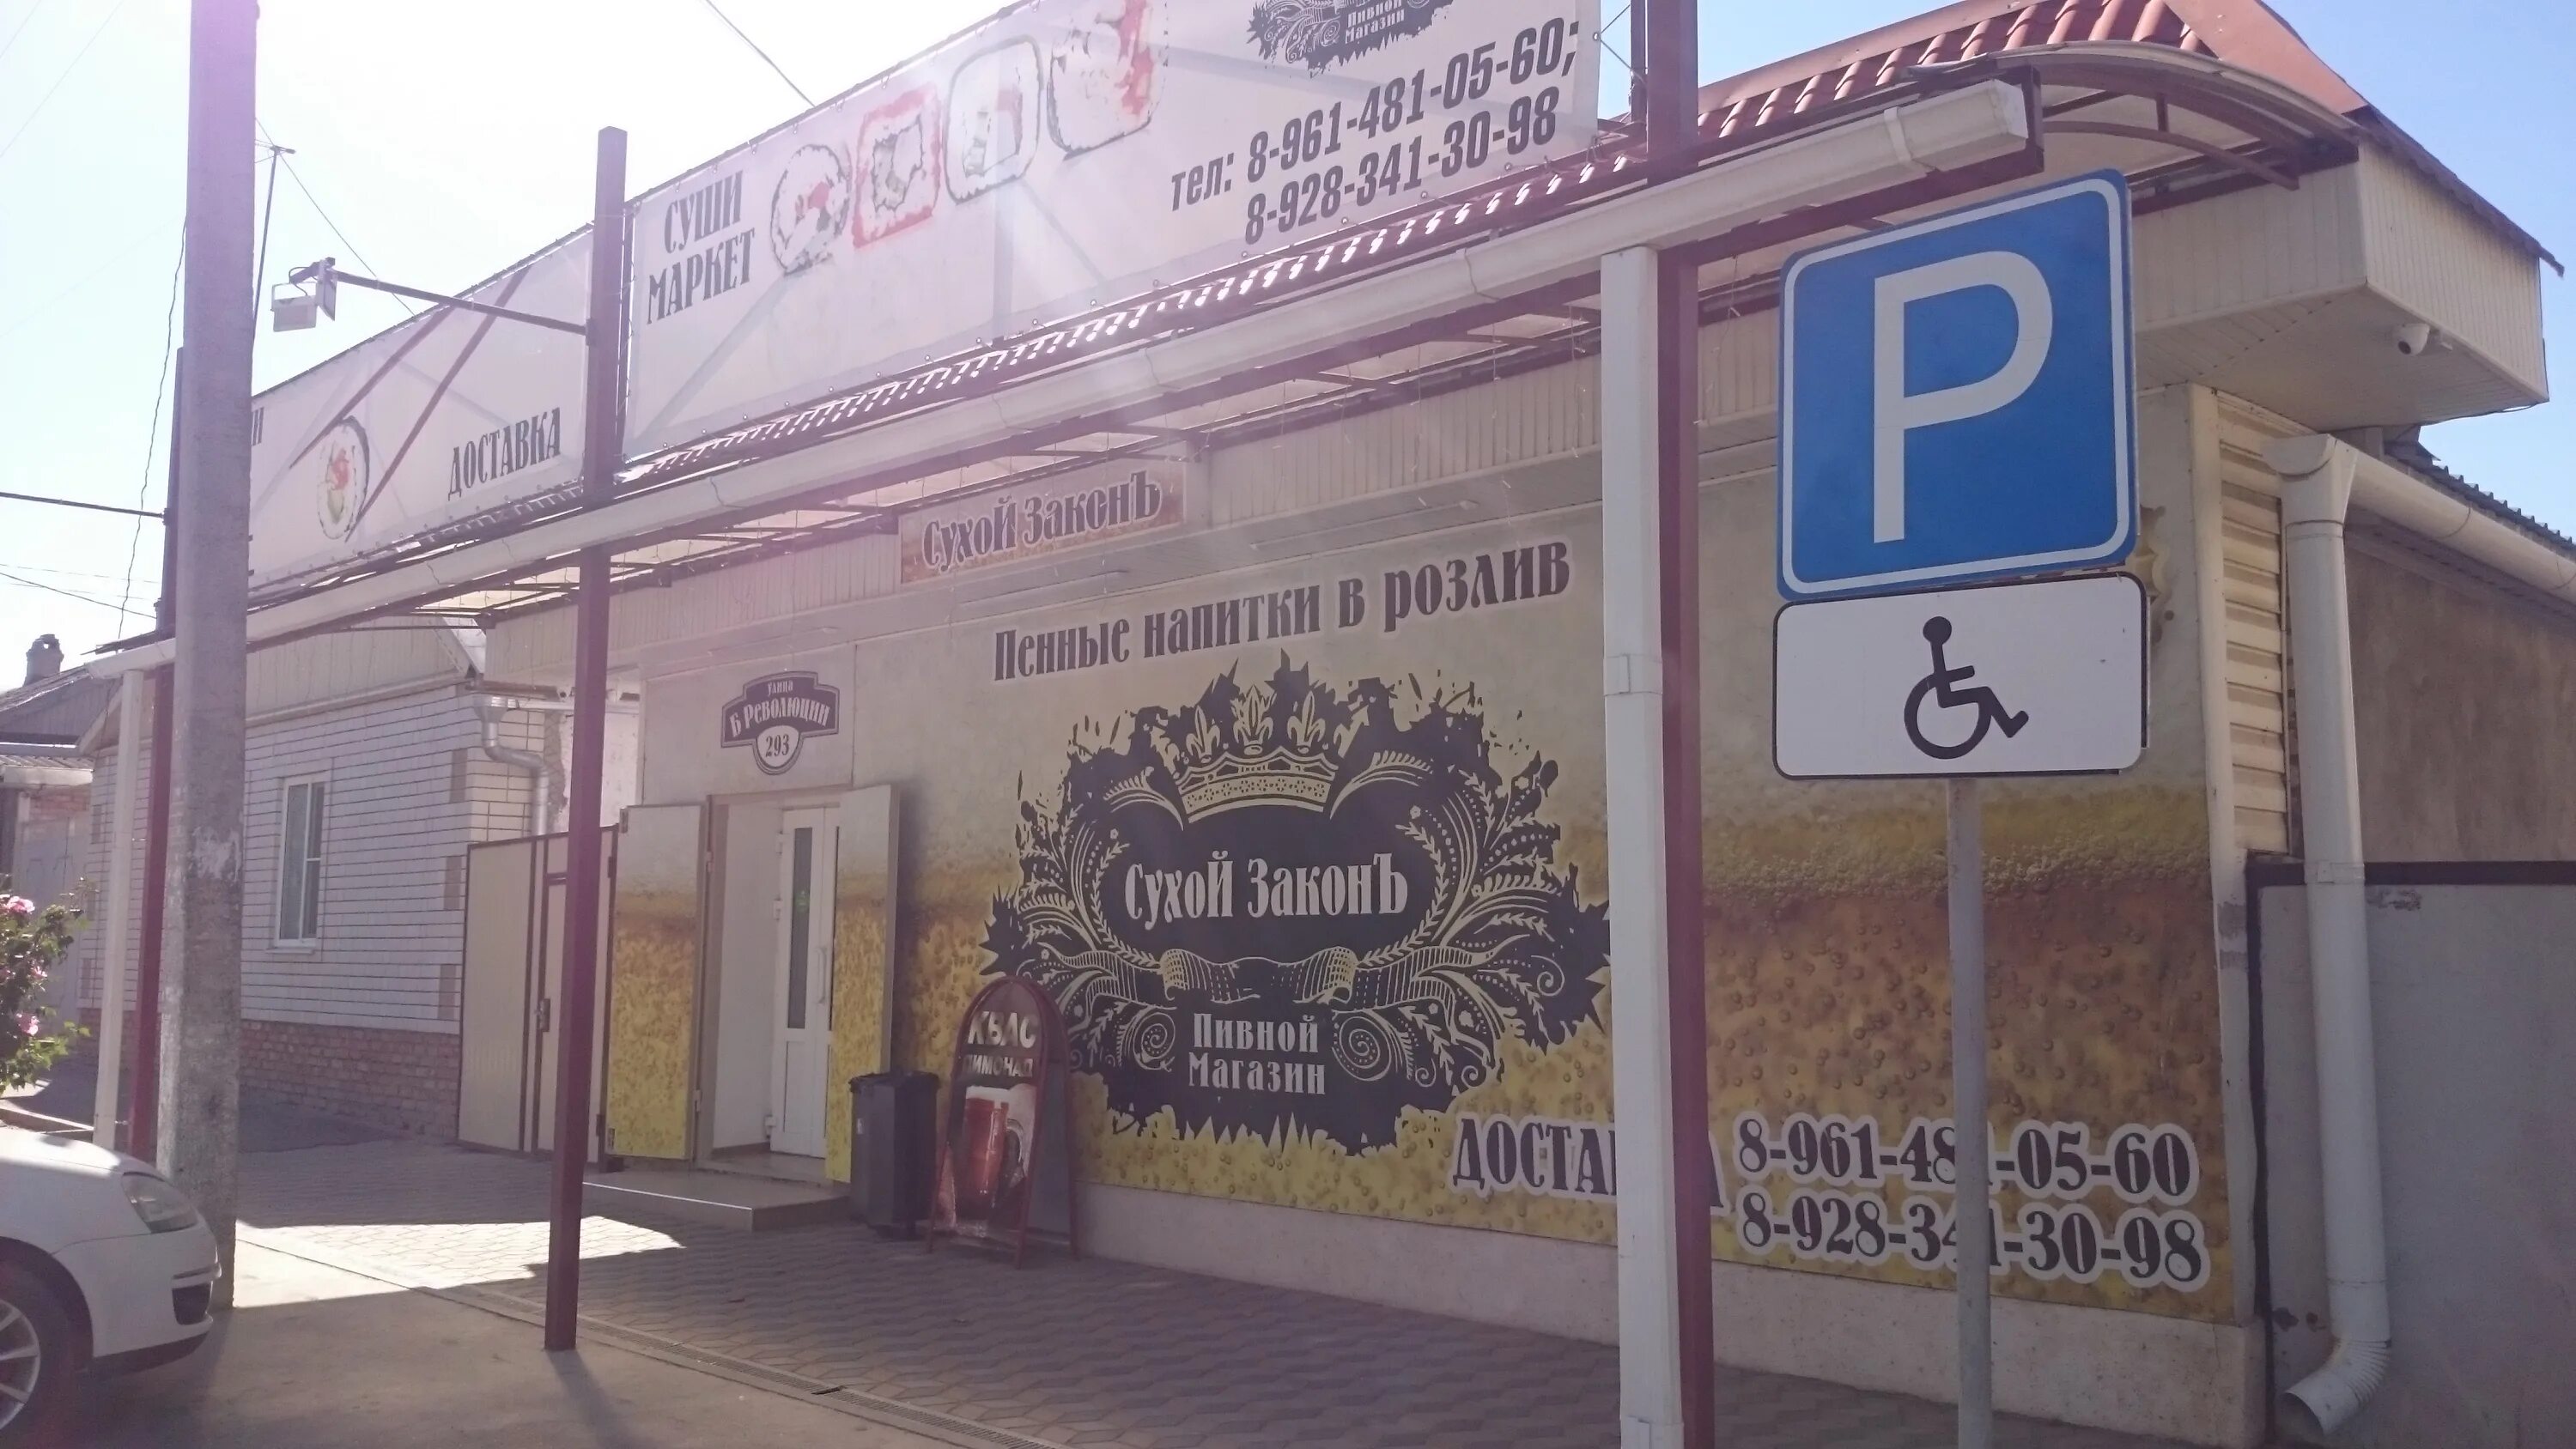 Пивной
Магазин
СУШИ
МАРКЕТ
тел: 8-961-481-05-60;
8-928-341-30-98
ДОСТАВКА
СУХОЙ ЗАКОНЪ
Пенные напитки в розлив
P
улица
Б Революции
293
СУХОЙ ЗАКОНЪ
Пивной
Магазин
КВАС
ЛИМОНАД
8-961-481-05-60
8-928-341-30-98